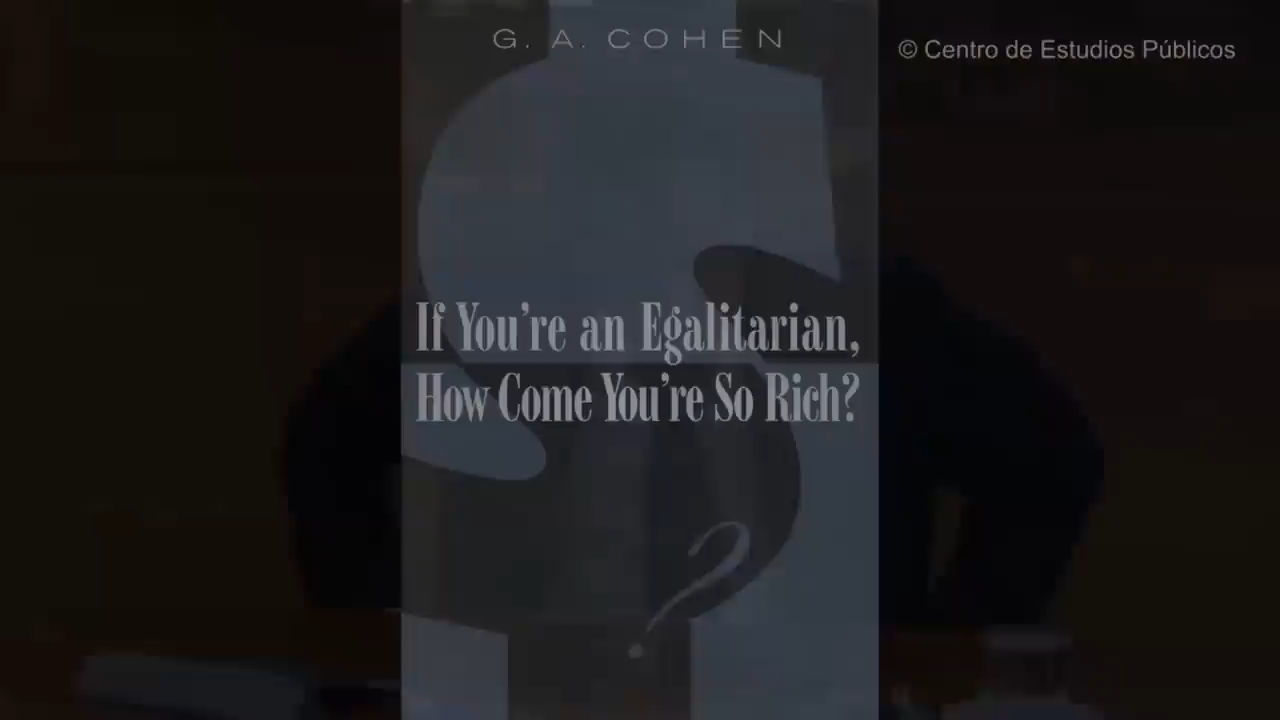 G. A. COHEN
© Centro de Estudios Públicos
If You're an Egalitarian,
How Come You're So Rich?
?